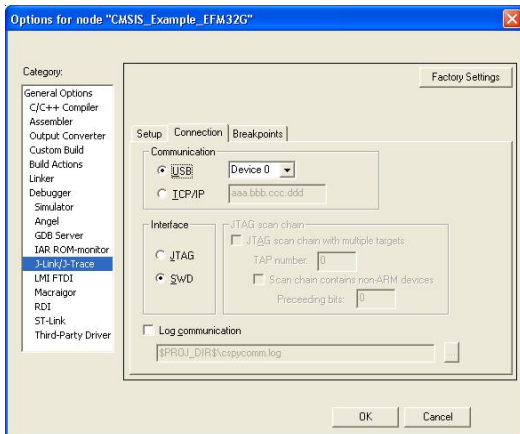 Options for node "CMSIS_Example_EFM32G"
Category:
General Options
C/C++ Compiler
Assembler
Output Converter
Custom Build
Build Actions
Linker
Debugger
Simulator
Angel
GDB Server
IAR ROM-monitor
J-Link/J-Trace
LMI FTDI
Macraigor
RDI
ST-Link
Third-Party Driver
Factory Settings
Setup Connection Breakpoints
Communication
USB Device 0
TCP/IP aaa.bbb.ccc.ddd
Interface
JTAG
SWD
JTAG scan chain
JTAG scan chain with multiple targets
TAP number: 0
Scan chain contains non-ARM devices
Preceeding bits: 0
Log communication
$PROJ_DIR$\cspycomm.log ...
OK Cancel